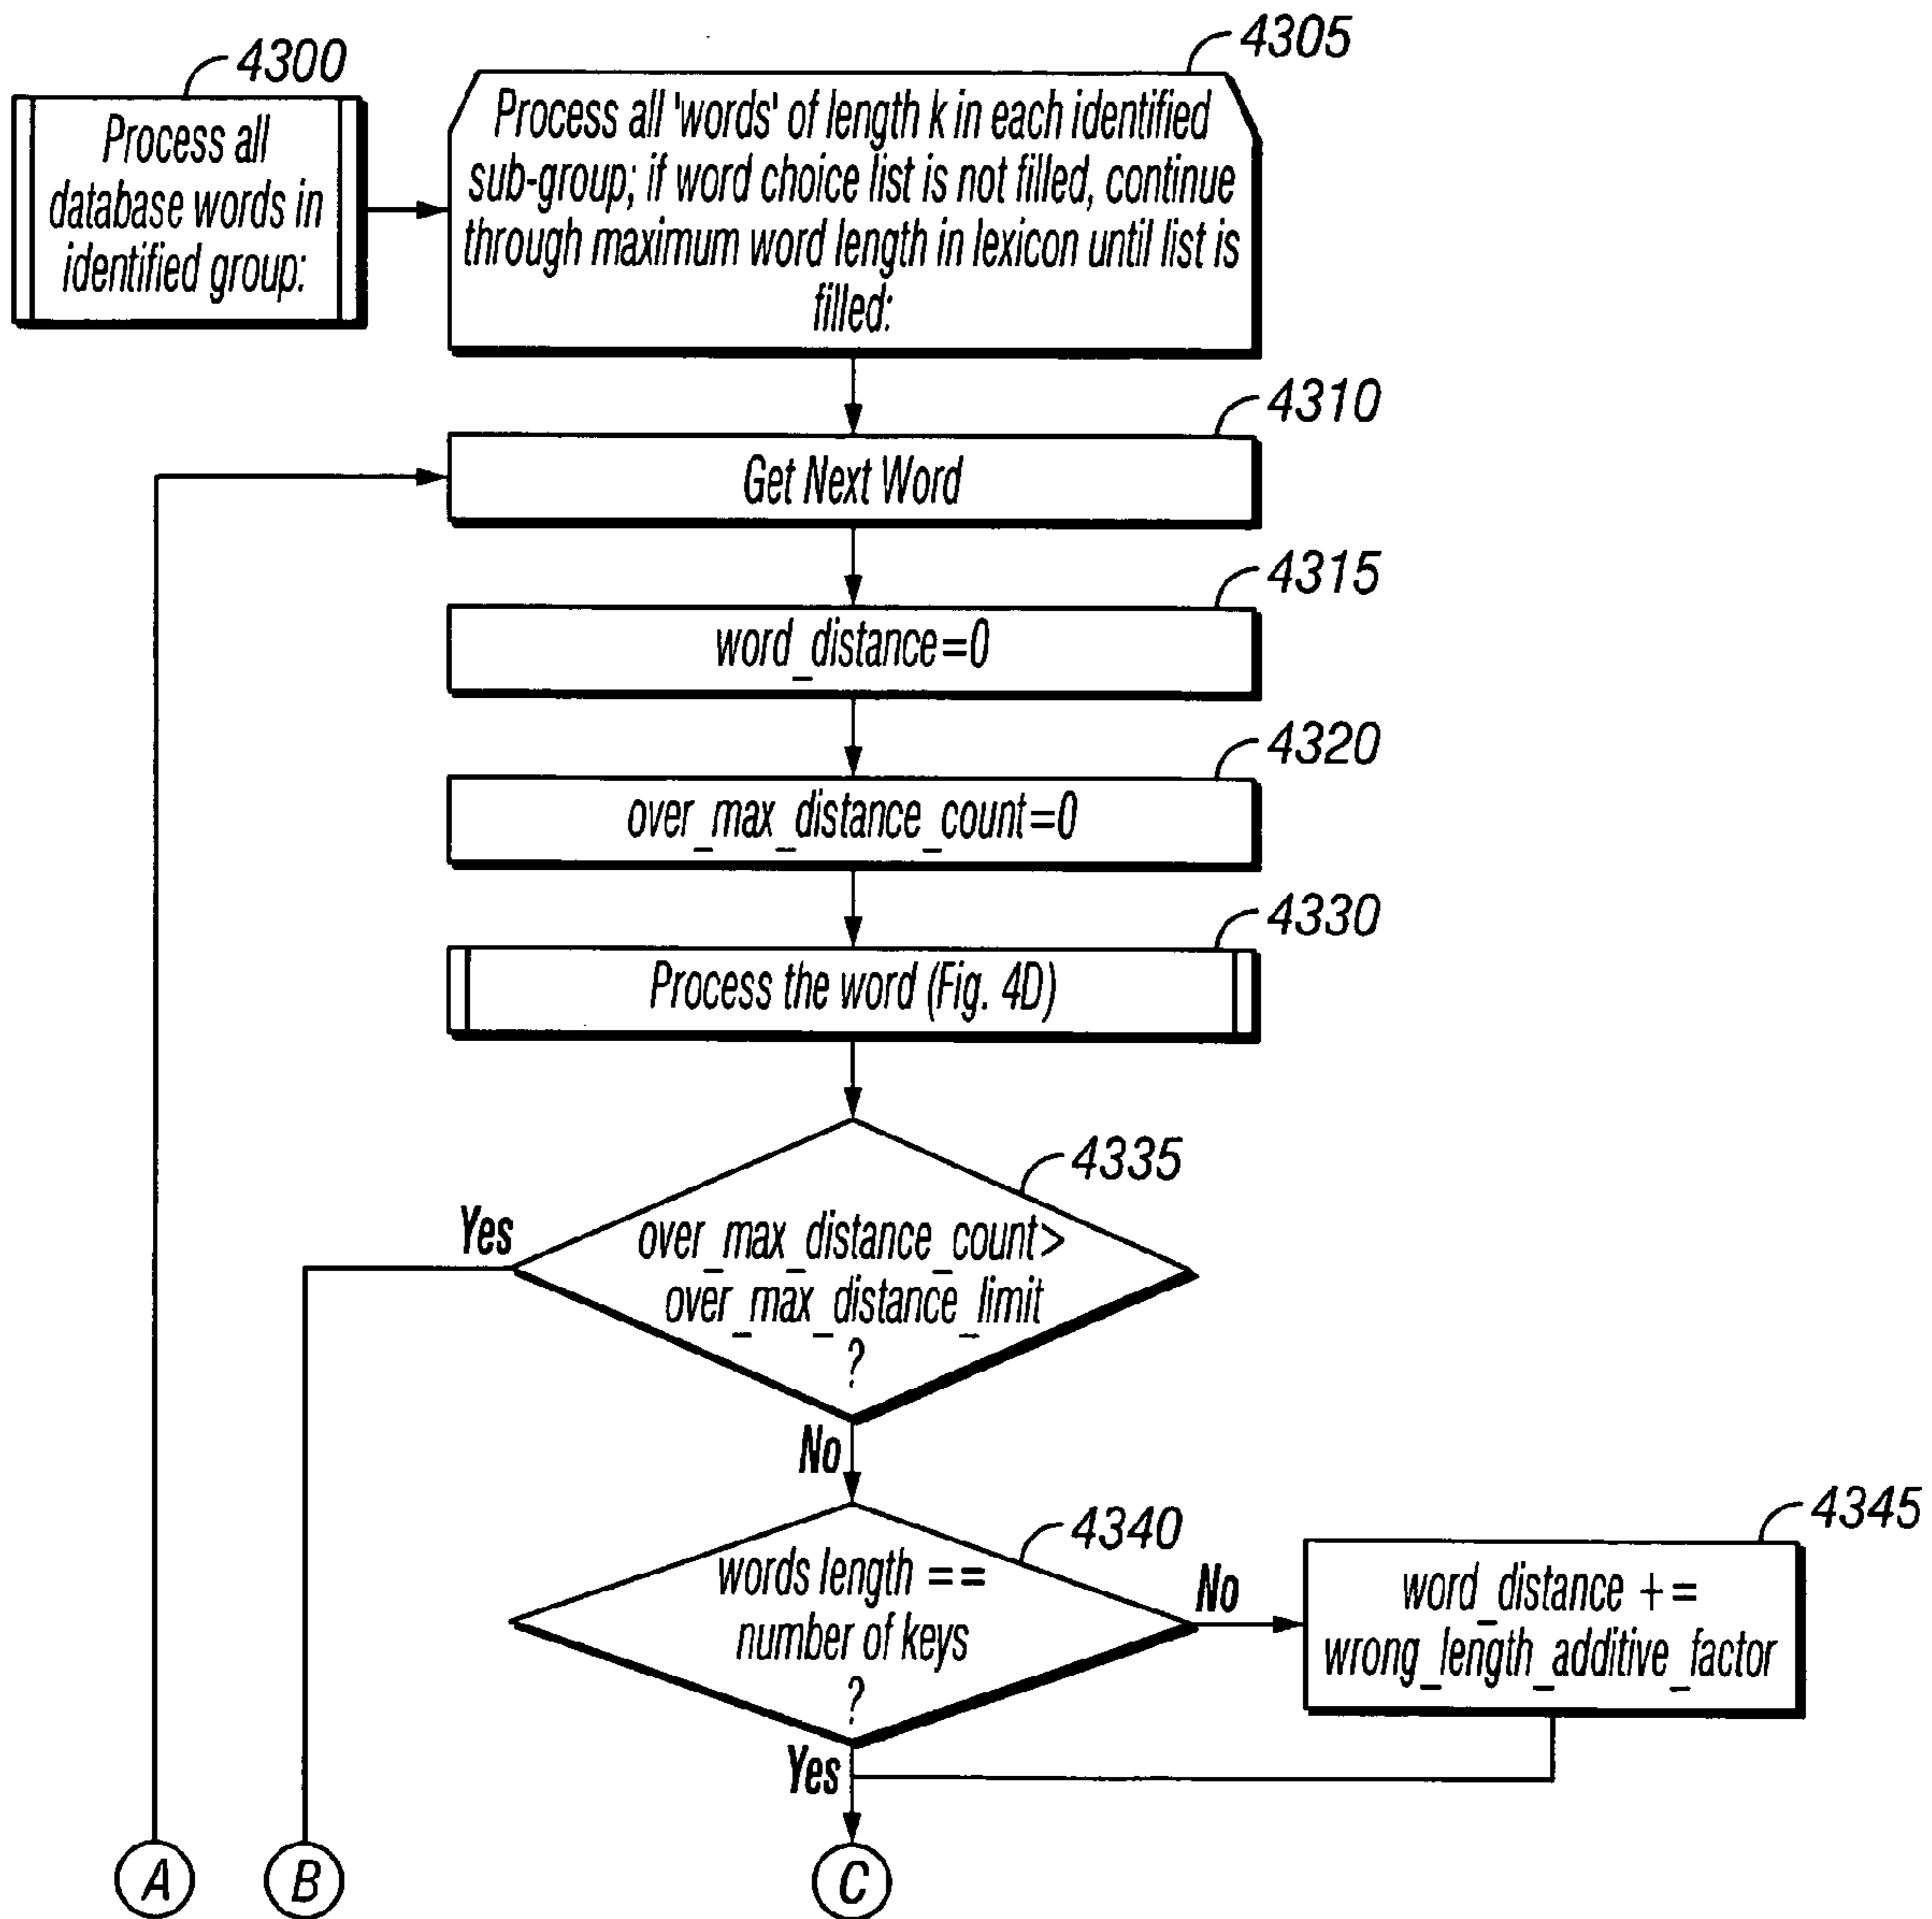 4300
Process all
database words in
identified group:
4305
Process all 'words' of length k in each identified
sub-group; if word choice list is not filled, continue
through maximum word length in lexicon until list is
filled:
4310
Get Next Word
4315
word_distance=0
4320
over_max_distance_count=0
4330
Process the word (Fig. 4D)
4335
Yes
over_max_distance_count>
over_max_distance_limit
?
No
4340
words length ==
number of keys
?
No
4345
word_distance +=
wrong_length_additive_factor
Yes
A
B
C